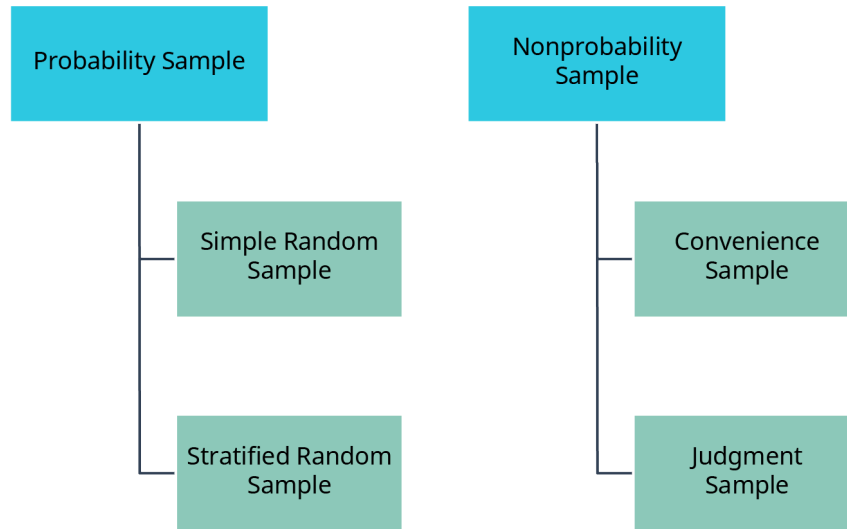 Probability Sample
Nonprobability
Sample
Simple Random
Sample
Convenience
Sample
Stratified Random
Sample
Judgment
Sample